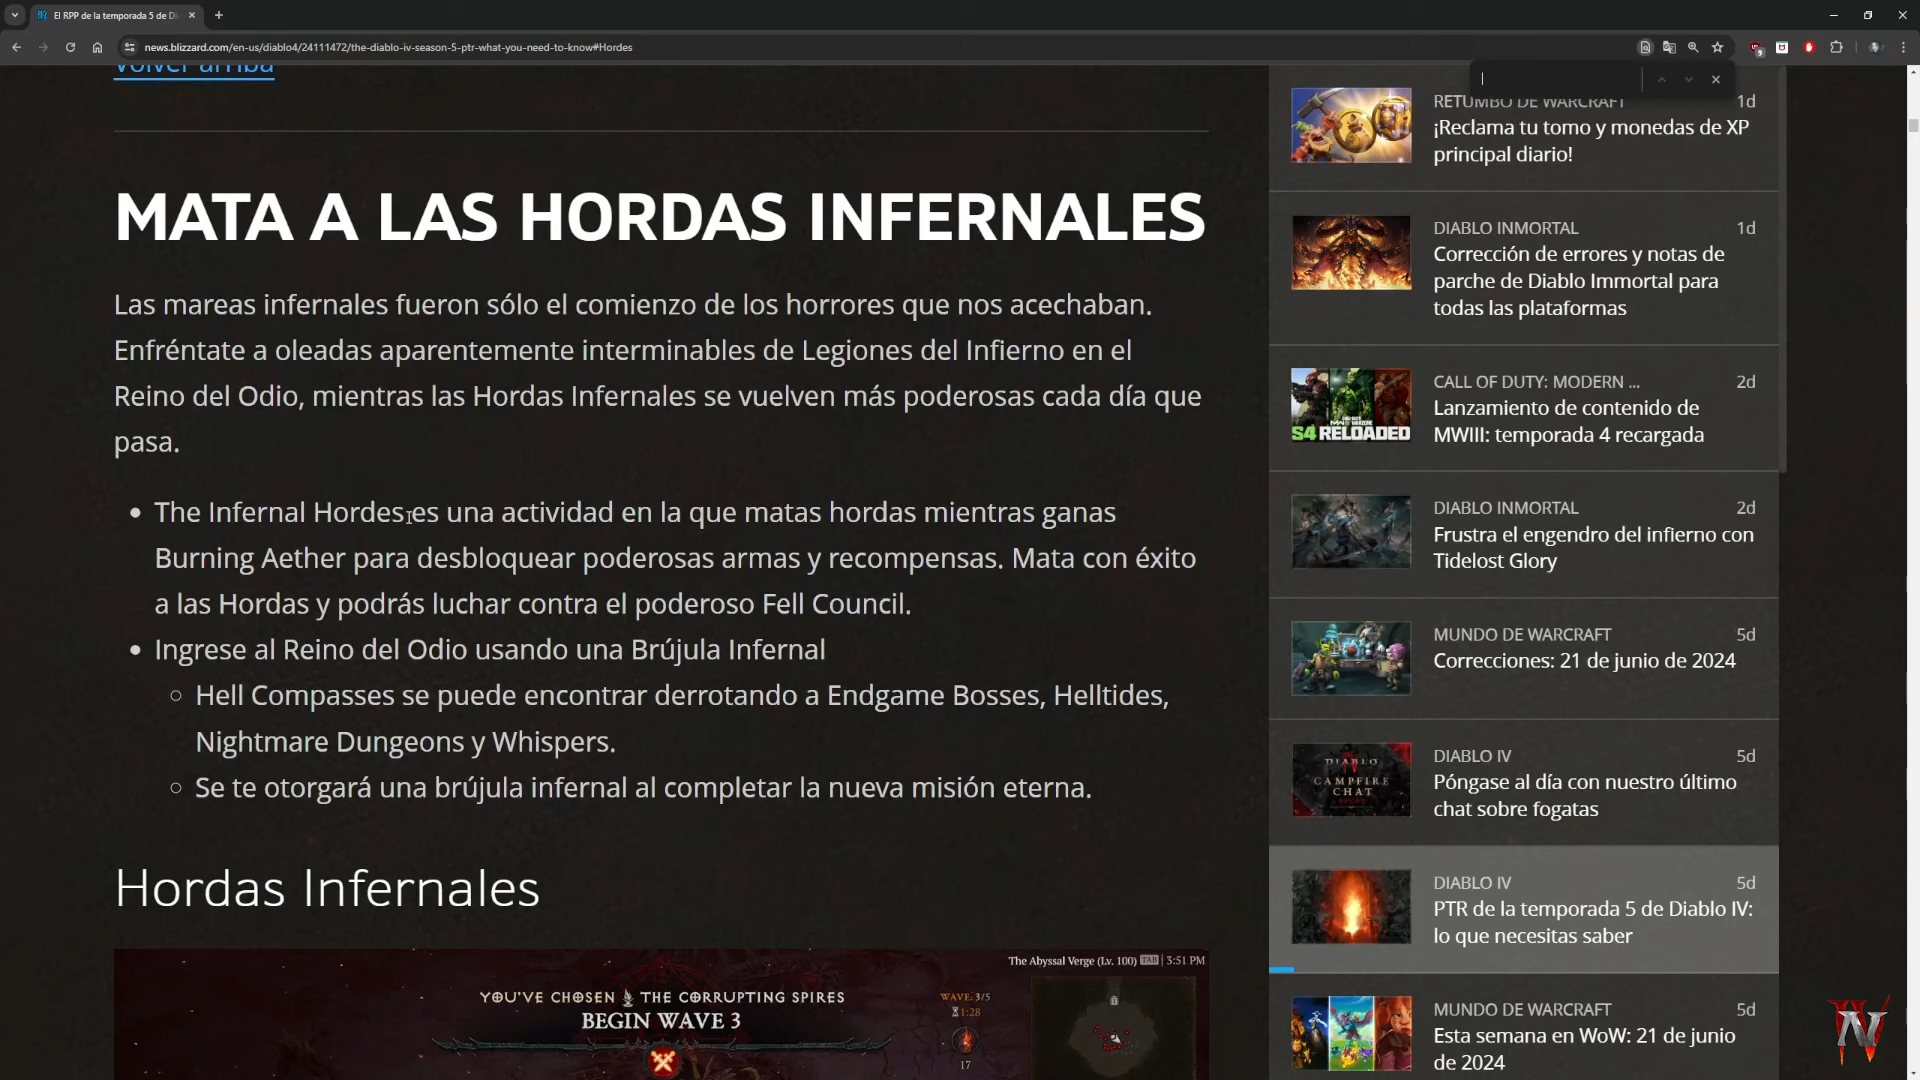 El RPP de la temporada 5 de Di
news.blizzard.com/en-us/diablo4/24111472/the-diablo-iv-season-5-ptr-what-you-need-to-know#Hordes
Volver arriba
MATA A LAS HORDAS INFERNALES
Las mareas infernales fueron sólo el comienzo de los horrores que nos acechaban.
Enfréntate a oleadas aparentemente interminables de Legiones del Infierno en el
Reino del Odio, mientras las Hordas Infernales se vuelven más poderosas cada día que
pasa.
The Infernal Hordes es una actividad en la que matas hordas mientras ganas
Burning Aether para desbloquear poderosas armas y recompensas. Mata con éxito
a las Hordas y podrás luchar contra el poderoso Fell Council.
Ingrese al Reino del Odio usando una Brújula Infernal
Hell Compasses se puede encontrar derrotando a Endgame Bosses, Helltides,
Nightmare Dungeons y Whispers.
Se te otorgará una brújula infernal al completar la nueva misión eterna.
Hordas Infernales
The Abyssal Verge (Lv. 100) TAB 3:51 PM
YOU'VE CHOSEN THE CORRUPTING SPIRES
BEGIN WAVE 3
WAVE: 3/5
1:28
17
RETUMBO DE WARCRAFT 1d
¡Reclama tu tomo y monedas de XP
principal diario!
DIABLO INMORTAL 1d
Corrección de errores y notas de
parche de Diablo Immortal para
todas las plataformas
S4 RELOADED
CALL OF DUTY: MODERN ... 2d
Lanzamiento de contenido de
MWIII: temporada 4 recargada
DIABLO INMORTAL 2d
Frustra el engendro del infierno con
Tidelost Glory
MUNDO DE WARCRAFT 5d
Correcciones: 21 de junio de 2024
DIABLO
CAMPFIRE
CHAT
DIABLO IV 5d
Póngase al día con nuestro último
chat sobre fogatas
DIABLO IV 5d
PTR de la temporada 5 de Diablo IV:
lo que necesitas saber
MUNDO DE WARCRAFT 5d
Esta semana en WoW: 21 de junio
de 2024
IV